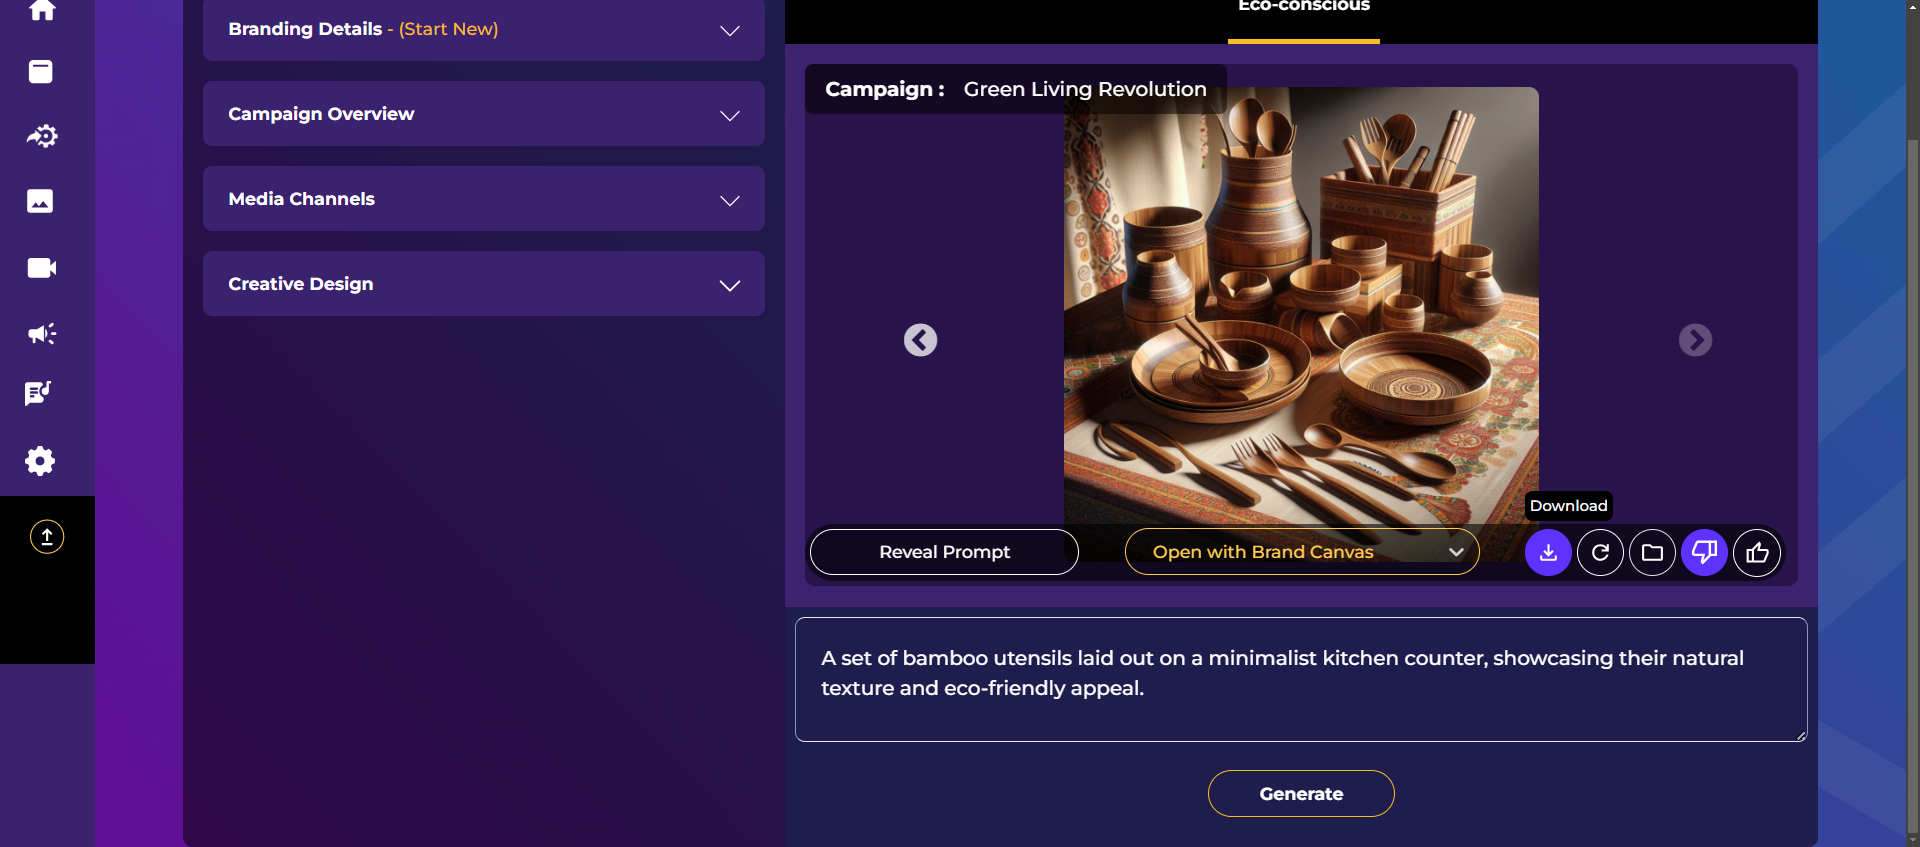 Eco-conscious
Branding Details - (Start New)
Campaign Overview
Media Channels
Creative Design
Campaign : Green Living Revolution
Download
Reveal Prompt
Open with Brand Canvas
A set of bamboo utensils laid out on a minimalist kitchen counter, showcasing their natural
texture and eco-friendly appeal.
Generate